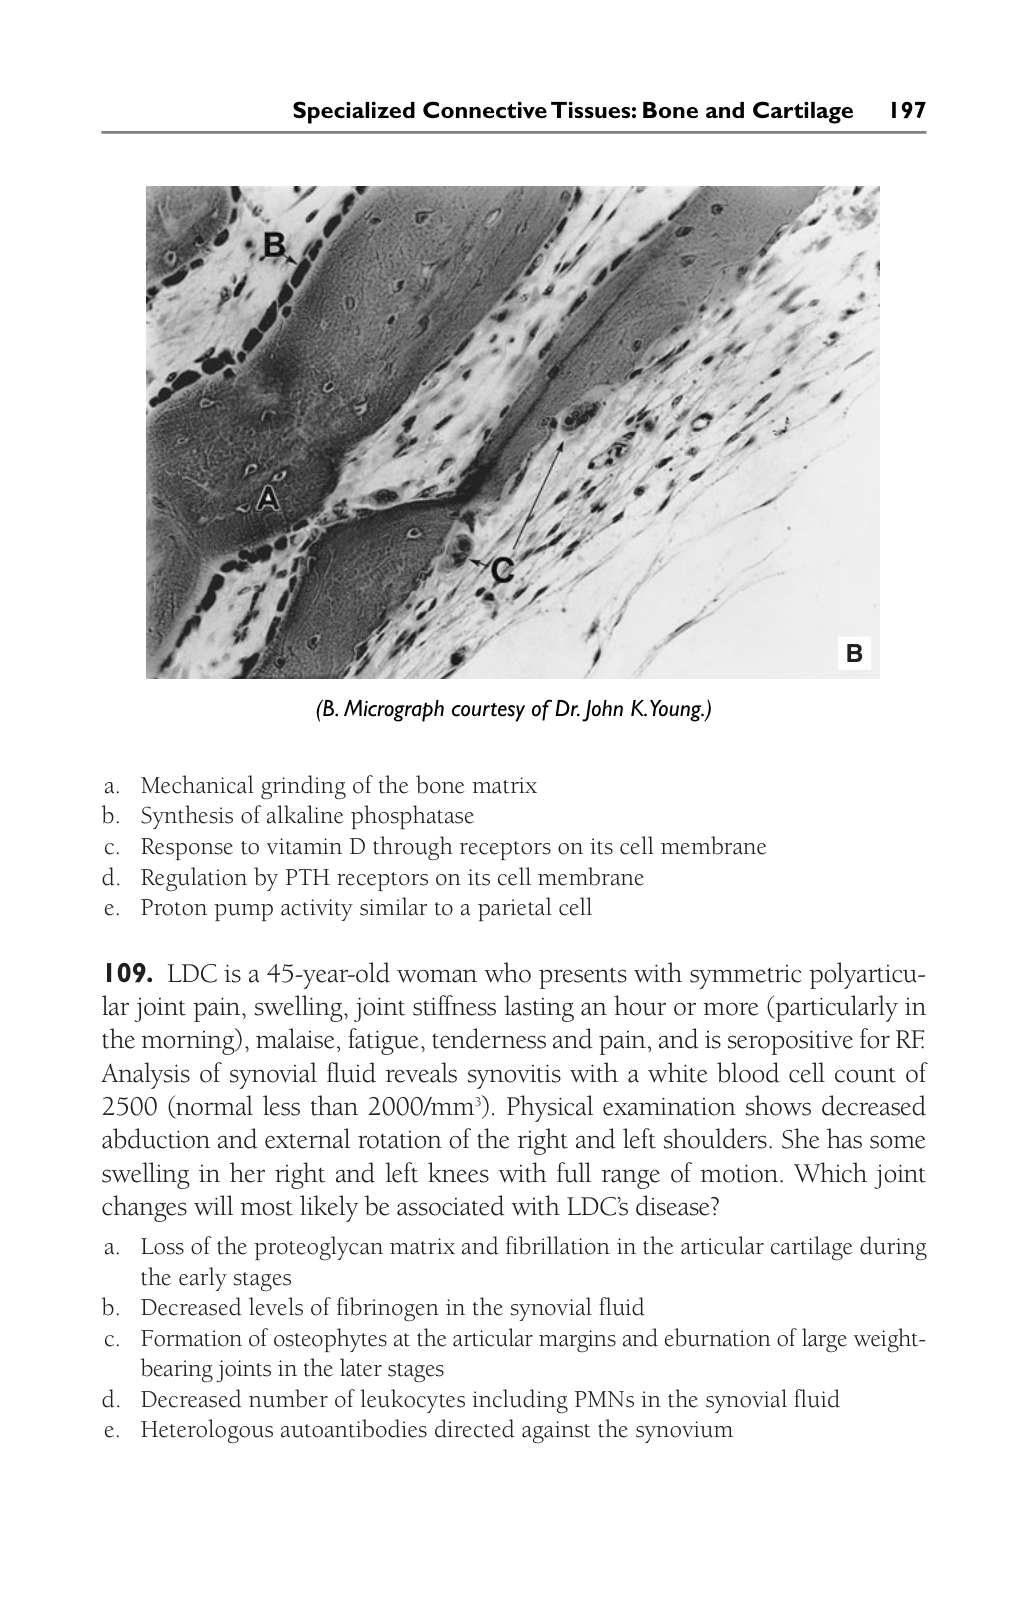 Specialized Connective Tissues: Bone and Cartilage 197
B
A
C
B
(B. Micrograph courtesy of Dr. John K. Young.)
a. Mechanical grinding of the bone matrix
b. Synthesis of alkaline phosphatase
c. Response to vitamin D through receptors on its cell membrane
d. Regulation by PTH receptors on its cell membrane
e. Proton pump activity similar to a parietal cell
109. LDC is a 45-year-old woman who presents with symmetric polyarticu-
lar joint pain, swelling, joint stiffness lasting an hour or more (particularly in
the morning), malaise, fatigue, tenderness and pain, and is seropositive for RF.
Analysis of synovial fluid reveals synovitis with a white blood cell count of
2500 (normal less than 2000/mm³). Physical examination shows decreased
abduction and external rotation of the right and left shoulders. She has some
swelling in her right and left knees with full range of motion. Which joint
changes will most likely be associated with LDC's disease?
a. Loss of the proteoglycan matrix and fibrillation in the articular cartilage during
the early stages
b. Decreased levels of fibrinogen in the synovial fluid
c. Formation of osteophytes at the articular margins and eburnation of large weight-
bearing joints in the later stages
d. Decreased number of leukocytes including PMNs in the synovial fluid
e. Heterologous autoantibodies directed against the synovium